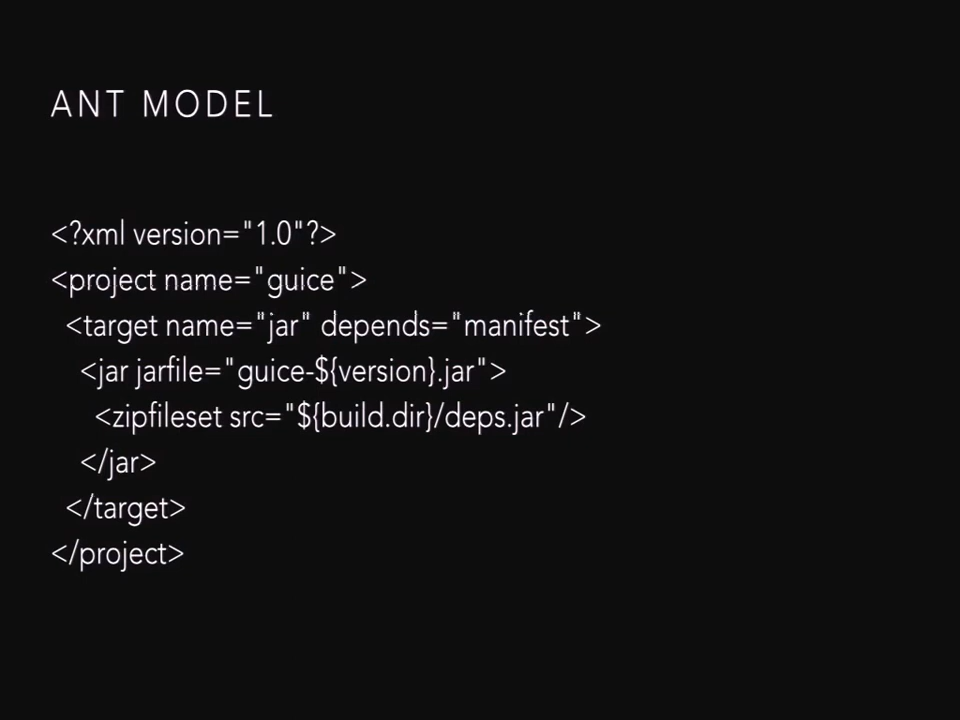 ANT MODEL
<?xml version="1.0"?>
<project name="guice">
<target name="jar" depends="manifest">
<jar jarfile="guice-${version}.jar">
<zipfileset src="${build.dir}/deps.jar"/>
</jar>
</target>
</project>